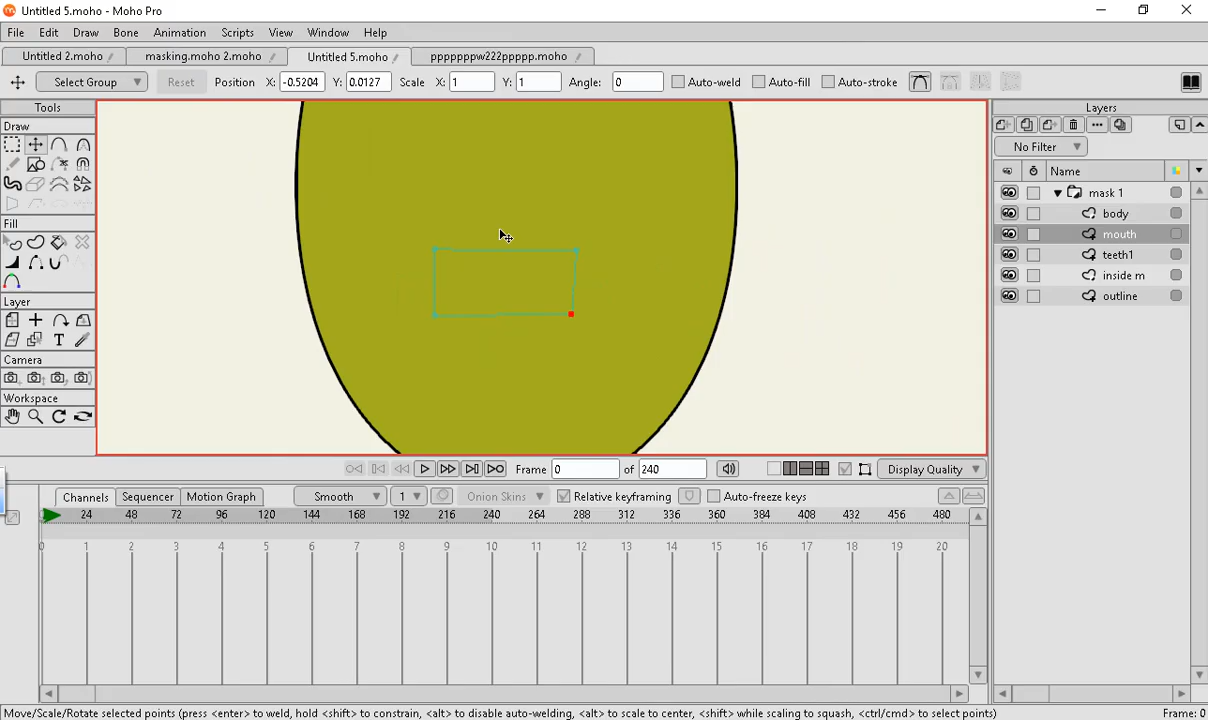 Untitled 5.moho - Moho Pro
File Edit Draw Bone Animation Scripts View Window Help
Untitled 2.moho masking.moho 2.moho Untitled 5.moho pppppppw222ppppp.moho
Select Group Reset Position X: -0.5204 Y: 0.0127 Scale X: 1 Y: 1 Angle: 0 Auto-weld Auto-fill Auto-stroke
Tools
Draw
Fill
Layer
Camera
Workspace
Layers
No Filter
Name
mask 1
body
mouth
teeth1
inside m
outline
Frame 0 of 240 Display Quality
Channels Sequencer Motion Graph Smooth 1 Onion Skins Relative keyframing Auto-freeze keys
24 48 72 96 120 144 168 192 216 240 264 288 312 336 360 384 408 432 456 480
0 1 2 3 4 5 6 7 8 9 10 11 12 13 14 15 16 17 18 19 20
Move/Scale/Rotate selected points (press <enter> to weld, hold <shift> to constrain, <alt> to disable auto-welding, <alt> to scale to center, <shift> while scaling to squash, <ctrl/cmd> to select points) Frame: 0